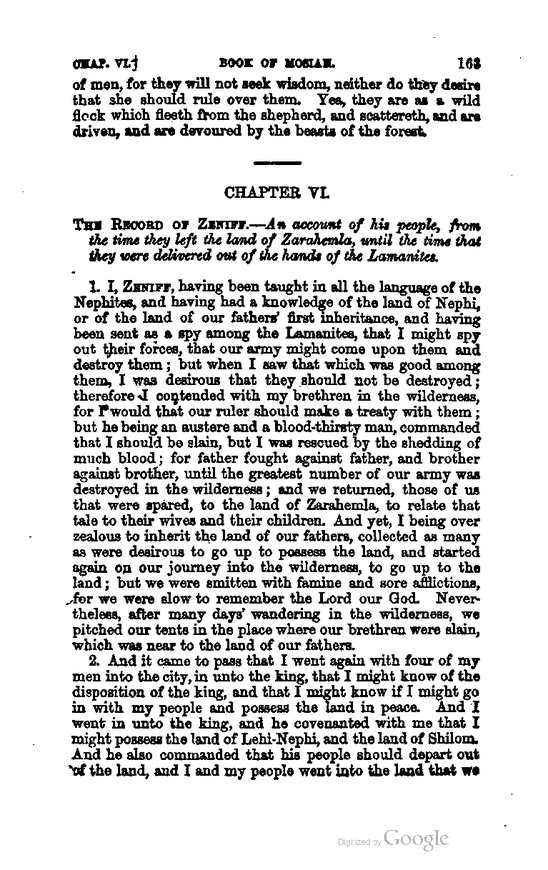 CHAP. VI.] BOOK OF MOSIAH. 163
of men, for they will not seek wisdom, neither do they desire
that she should rule over them. Yea, they are as a wild
flock which fleeth from the shepherd, and scattereth, and are
driven, and are devoured by the beasts of the forest.
CHAPTER VI.
THE RECORD OF ZENIFF.—An account of his people, from
the time they left the land of Zarahemla, until the time that
they were delivered out of the hands of the Lamanites.
1. I, ZENIFF, having been taught in all the language of the
Nephites, and having had a knowledge of the land of Nephi,
or of the land of our fathers' first inheritance, and having
been sent as a spy among the Lamanites, that I might spy
out their forces, that our army might come upon them and
destroy them; but when I saw that which was good among
them, I was desirous that they should not be destroyed;
therefore I contended with my brethren in the wilderness,
for I would that our ruler should make a treaty with them;
but he being an austere and a blood-thirsty man, commanded
that I should be slain, but I was rescued by the shedding of
much blood; for father fought against father, and brother
against brother, until the greatest number of our army was
destroyed in the wilderness; and we returned, those of us
that were spared, to the land of Zarahemla, to relate that
tale to their wives and their children. And yet, I being over
zealous to inherit the land of our fathers, collected as many
as were desirous to go up to possess the land, and started
again on our journey into the wilderness, to go up to the
land; but we were smitten with famine and sore afflictions,
for we were slow to remember the Lord our God. Never-
theless, after many days' wandering in the wilderness, we
pitched our tents in the place where our brethren were slain,
which was near to the land of our fathers.
2. And it came to pass that I went again with four of my
men into the city, in unto the king, that I might know of the
disposition of the king, and that I might know if I might go
in with my people and possess the land in peace. And I
went in unto the king, and he covenanted with me that I
might possess the land of Lehi-Nephi, and the land of Shilom.
And he also commanded that his people should depart out
of the land, and I and my people went into the land that we
Digitized by Google